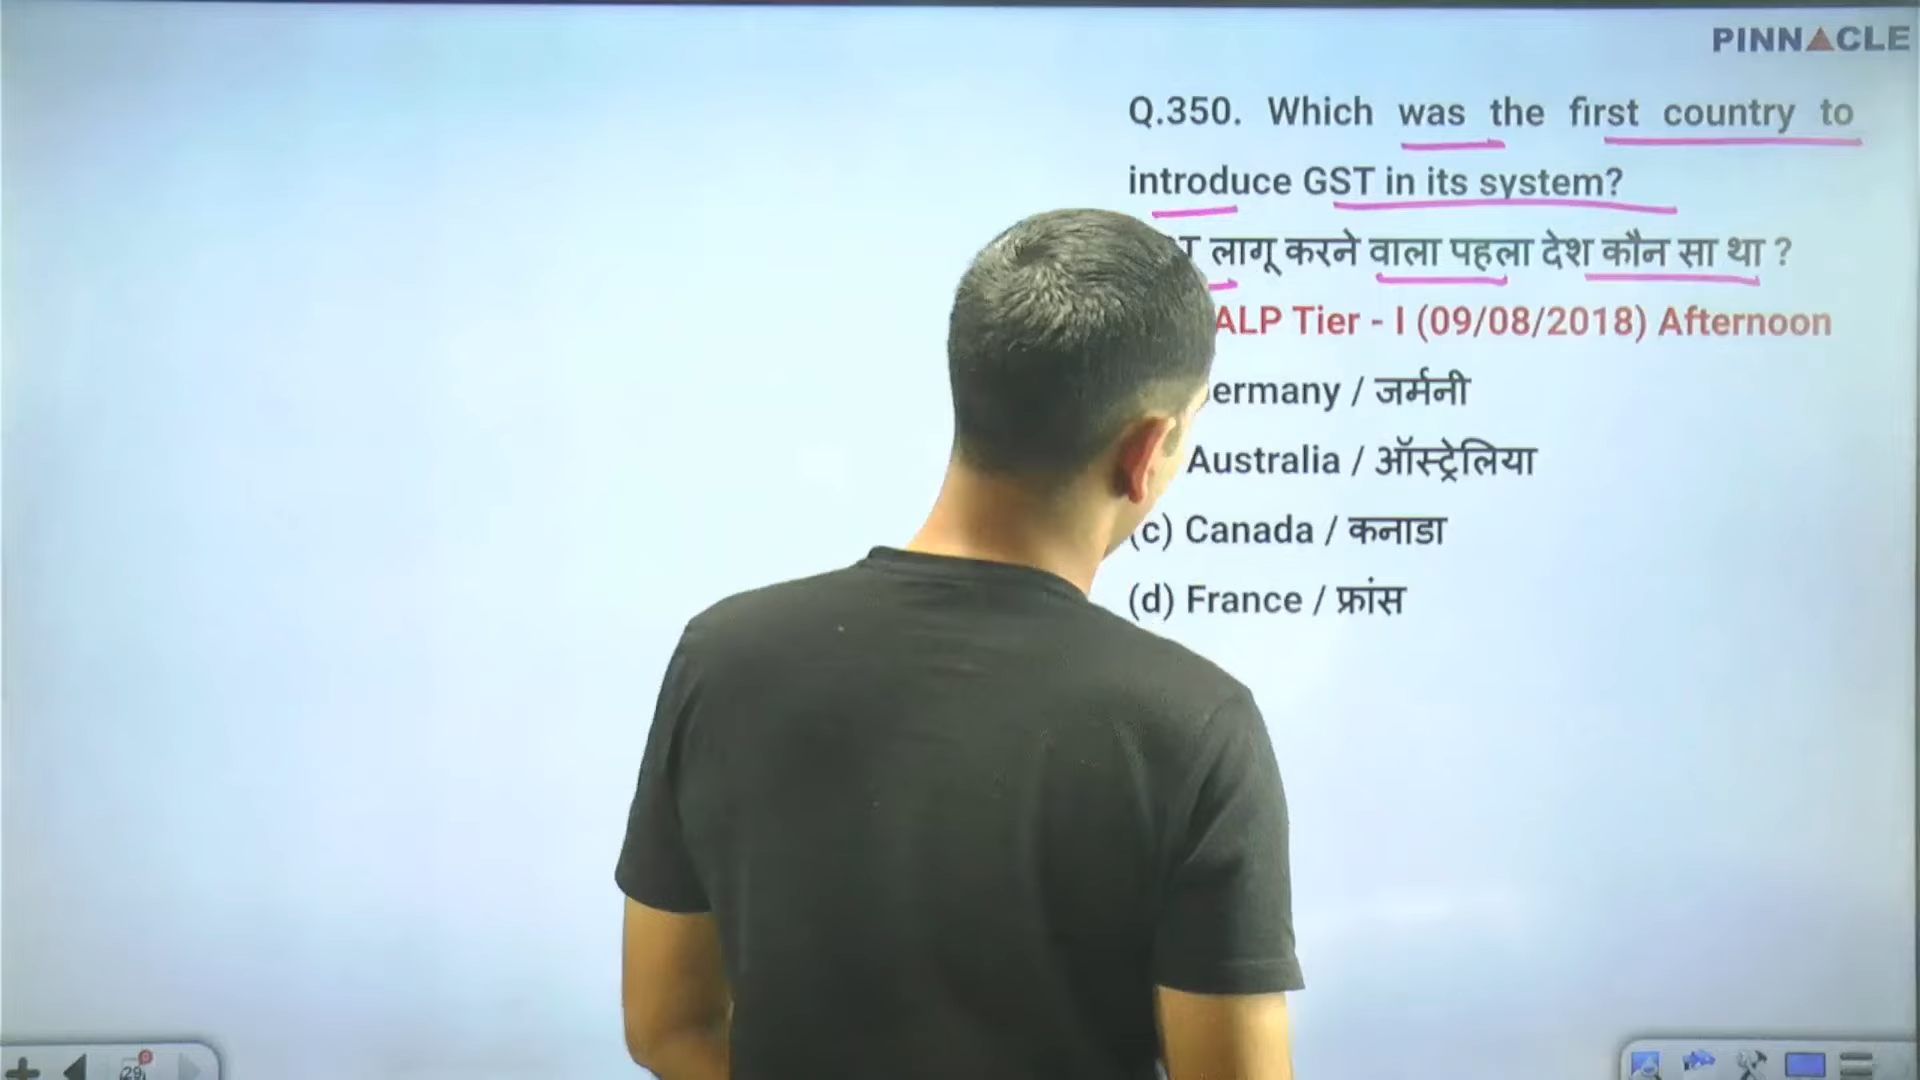 PINNACLE
Q.350. Which was the first country to
introduce GST in its system?
लागू करने वाला पहला देश कौन सा था ?
ALP Tier - I (09/08/2018) Afternoon
ermany / जर्मनी
Australia / ऑस्ट्रेलिया
(c) Canada / कनाडा
(d) France / फ्रांस
29